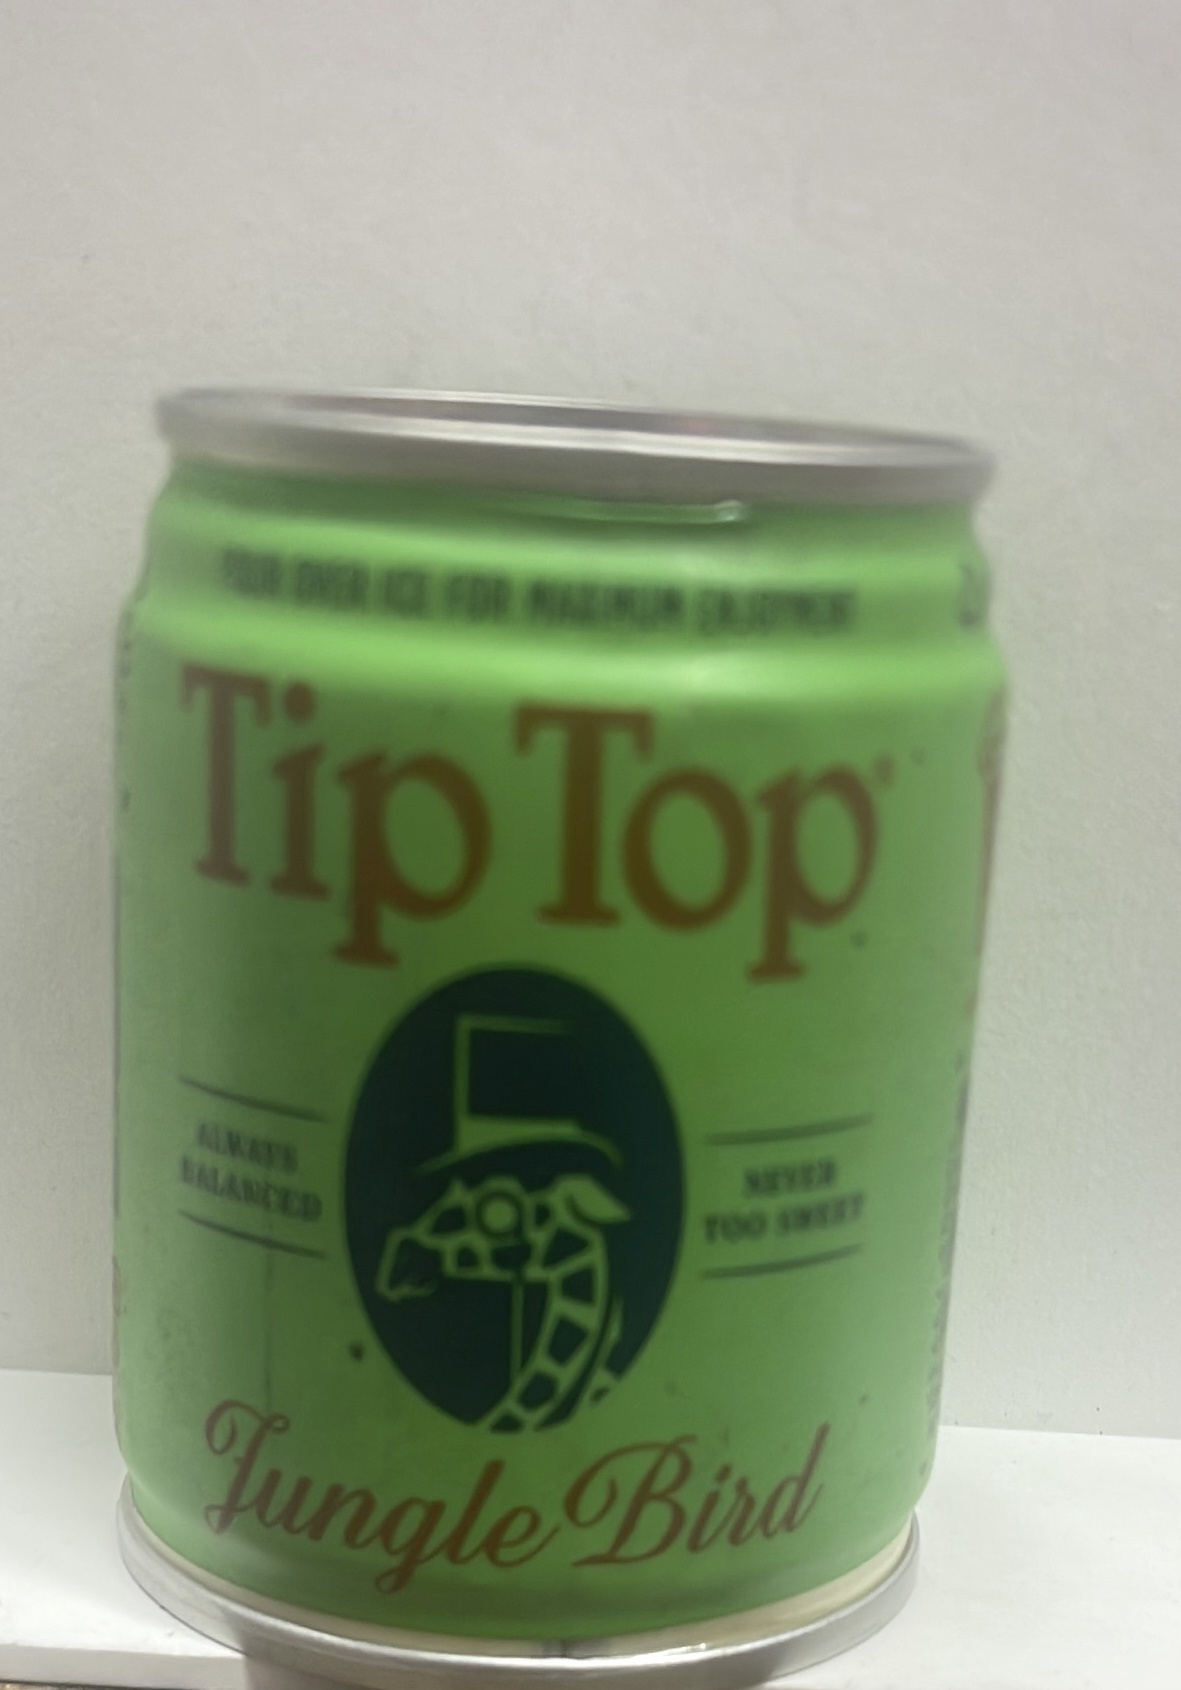 POUR OVER ICE FOR MAXIMUM ENJOYMENT
Tip Top®
ALWAYS
BALANCED
NEVER
TOO SWEET
Jungle Bird